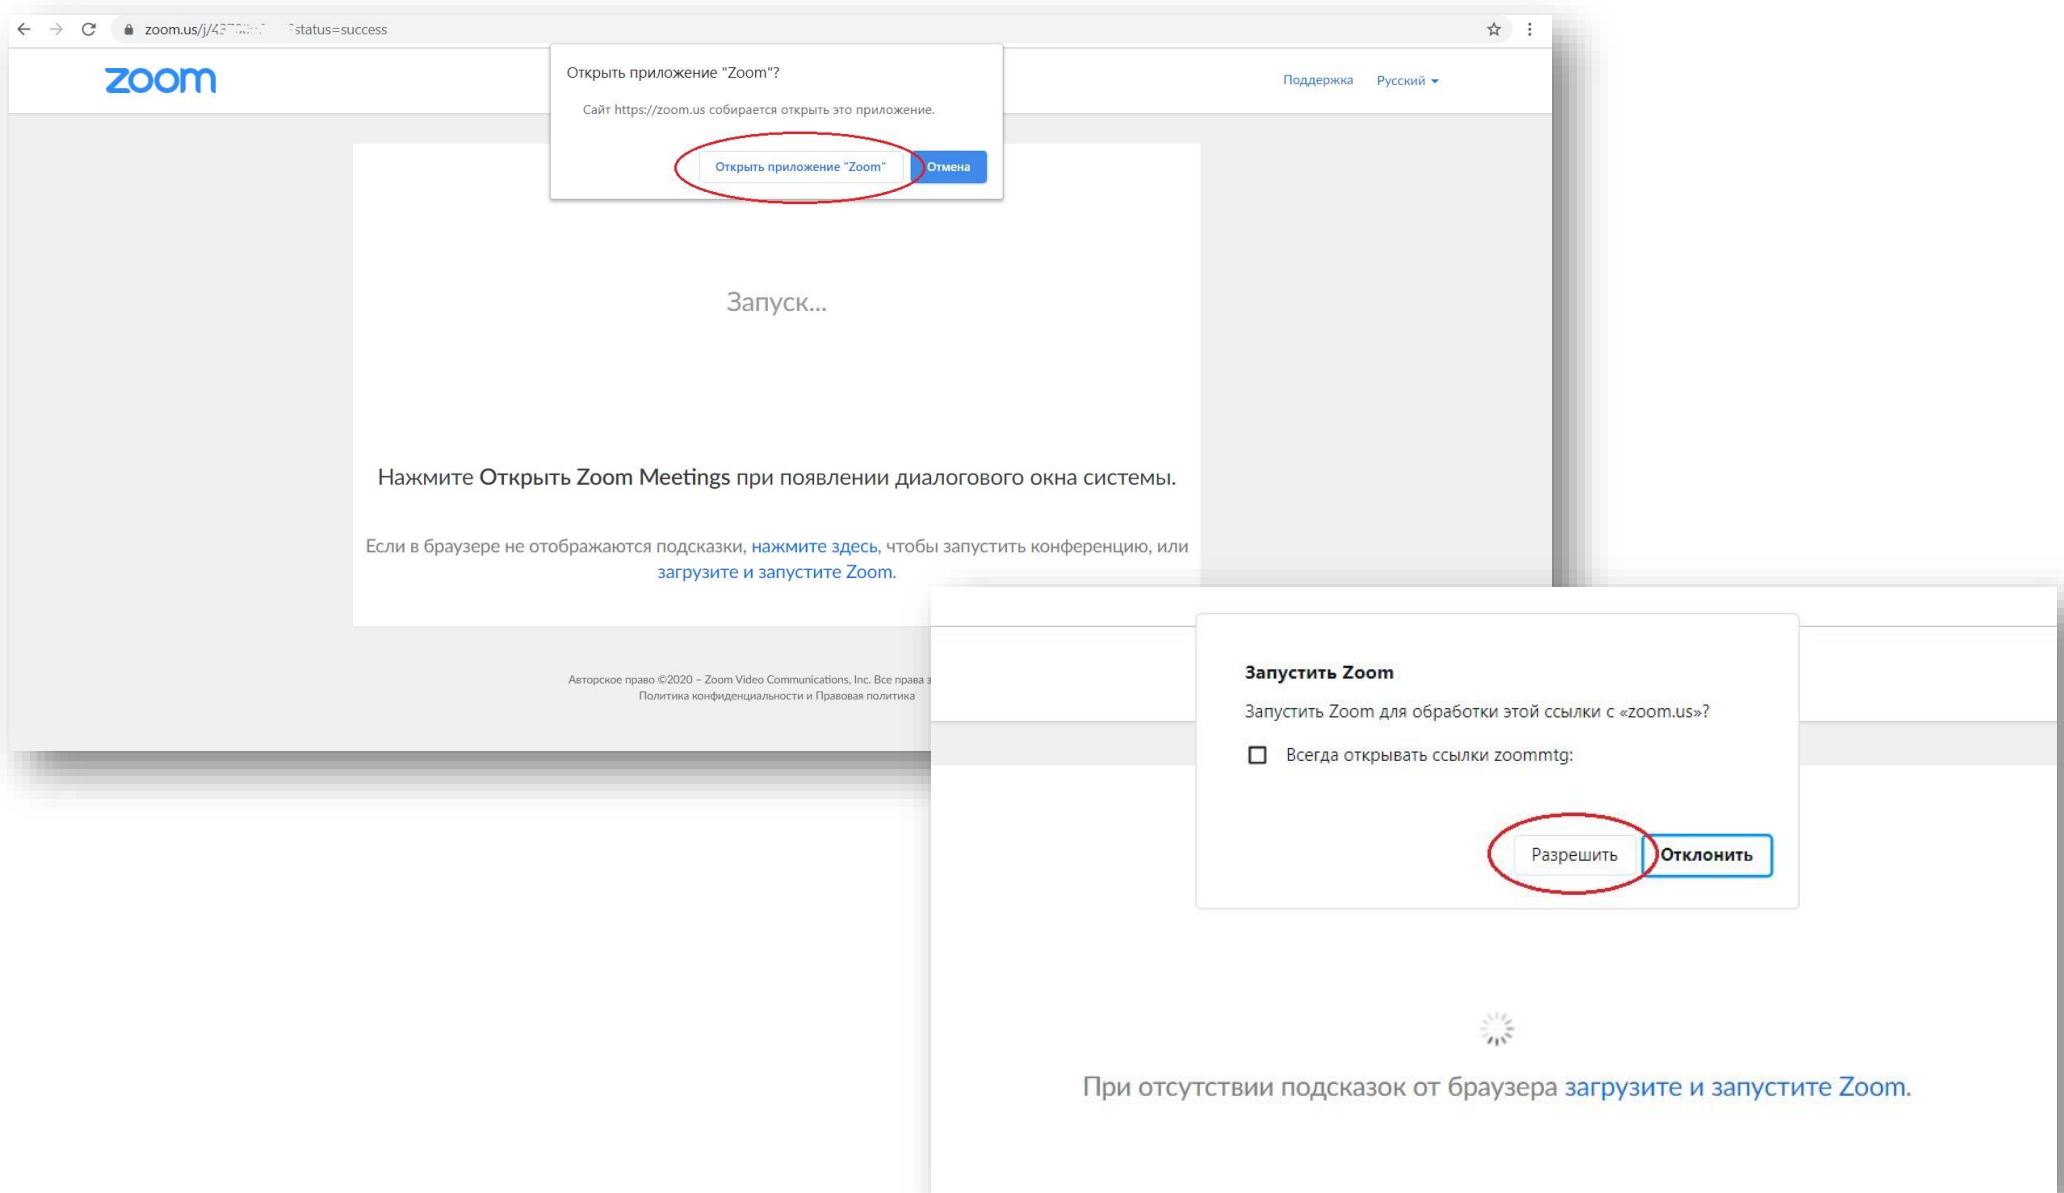 zoom.us/j/ status=success
zoom
Поддержка Русский
Открыть приложение "Zoom"?
Сайт https://zoom.us собирается открыть это приложение.
Открыть приложение "Zoom" Отмена
Запуск...
Нажмите Открыть Zoom Meetings при появлении диалогового окна системы.
Если в браузере не отображаются подсказки, нажмите здесь, чтобы запустить конференцию, или
загрузите и запустите Zoom.
Авторское право ©2020 – Zoom Video Communications, Inc. Все права
Политика конфиденциальности и Правовая политика
Запустить Zoom
Запустить Zoom для обработки этой ссылки с «zoom.us»?
Всегда открывать ссылки zoommtg:
Разрешить Отклонить
При отсутствии подсказок от браузера загрузите и запустите Zoom.